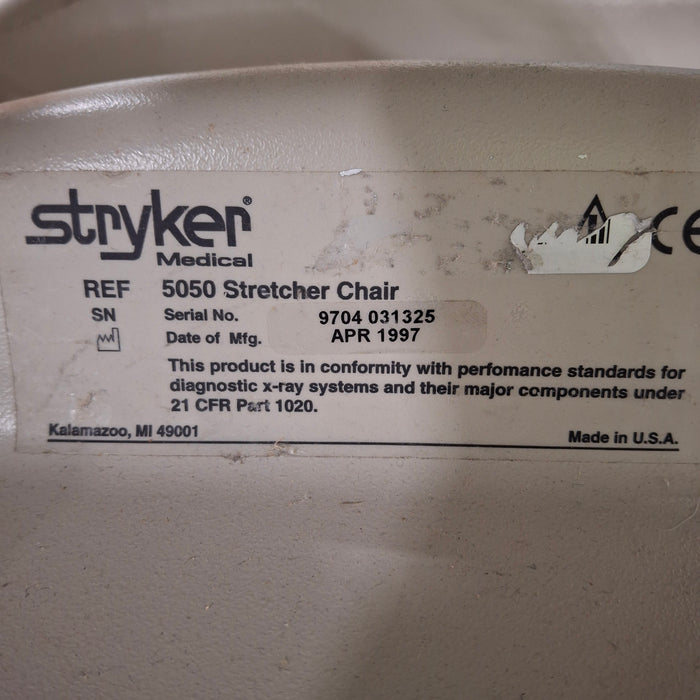 stryker®
Medical
REF 5050 Stretcher Chair
SN Serial No. 9704 031325
Date of Mfg. APR 1997
This product is in conformity with perfomance standards for
diagnostic x-ray systems and their major components under
21 CFR Part 1020.
Kalamazoo, MI 49001 Made in U.S.A.
CE